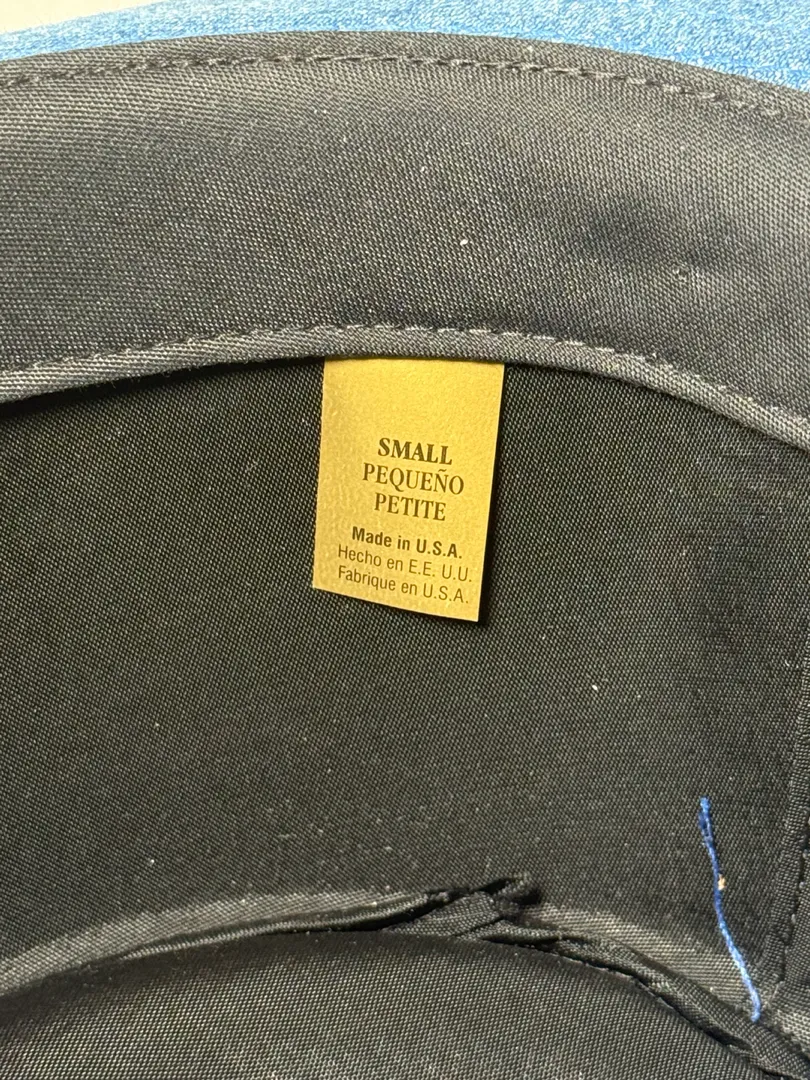 SMALL
PEQUEÑO
PETITE
Made in U.S.A.
Hecho en E.E. U.U.
Fabrique en U.S.A.